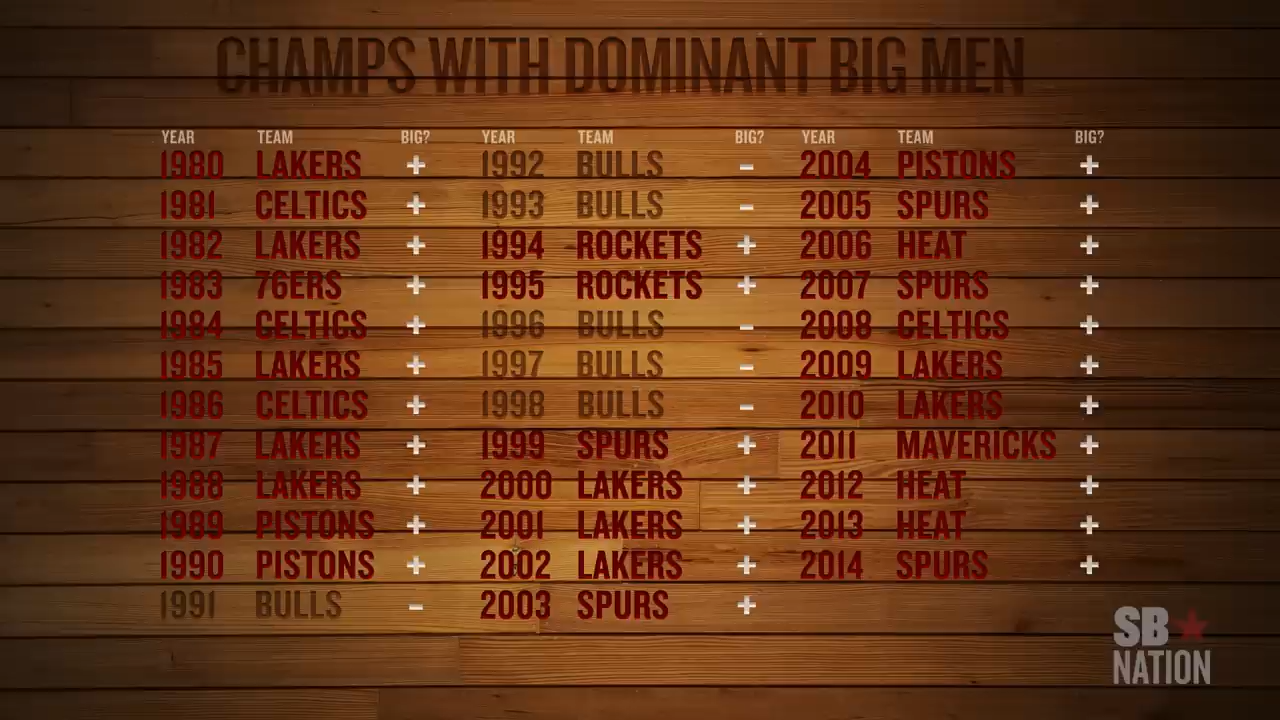 CHAMPS WITH DOMINANT BIG MEN
YEAR TEAM BIG? YEAR TEAM BIG? YEAR TEAM BIG?
1980 LAKERS + 1992 BULLS - 2004 PISTONS +
1981 CELTICS + 1993 BULLS - 2005 SPURS +
1982 LAKERS + 1994 ROCKETS + 2006 HEAT +
1983 76ERS + 1995 ROCKETS + 2007 SPURS +
1984 CELTICS + 1996 BULLS - 2008 CELTICS +
1985 LAKERS + 1997 BULLS - 2009 LAKERS +
1986 CELTICS + 1998 BULLS - 2010 LAKERS +
1987 LAKERS + 1999 SPURS + 2011 MAVERICKS +
1988 LAKERS + 2000 LAKERS + 2012 HEAT +
1989 PISTONS + 2001 LAKERS + 2013 HEAT +
1990 PISTONS + 2002 LAKERS + 2014 SPURS +
1991 BULLS - 2003 SPURS +
SB
NATION